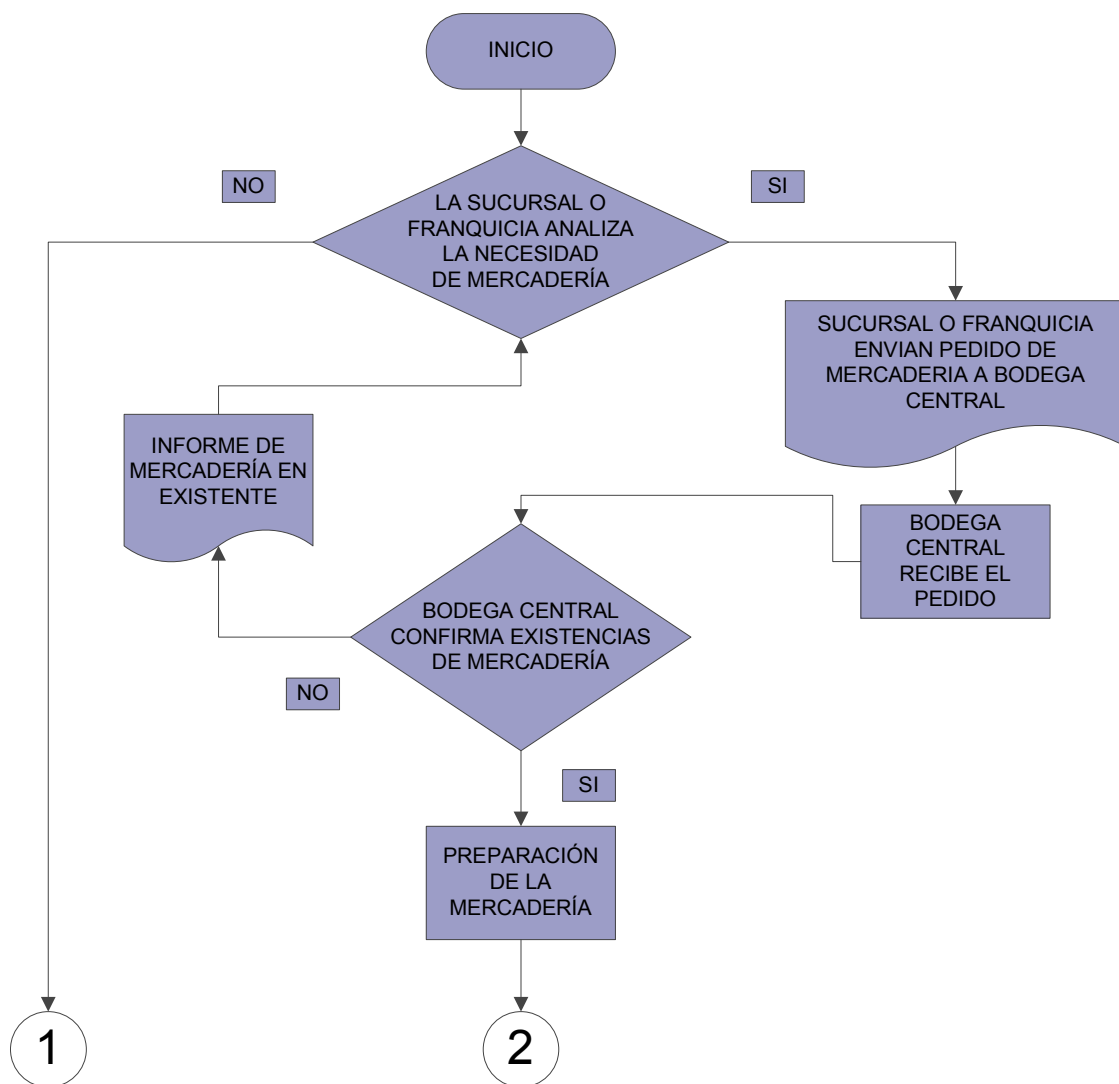 INICIO
NO
SI
LA SUCURSAL O
FRANQUICIA ANALIZA
LA NECESIDAD
DE MERCADERÍA
SUCURSAL O FRANQUICIA
ENVIAN PEDIDO DE
MERCADERIA A BODEGA
CENTRAL
INFORME DE
MERCADERÍA EN
EXISTENTE
BODEGA
CENTRAL
RECIBE EL
PEDIDO
BODEGA CENTRAL
CONFIRMA EXISTENCIAS
DE MERCADERÍA
NO
SI
PREPARACIÓN
DE LA
MERCADERÍA
1
2